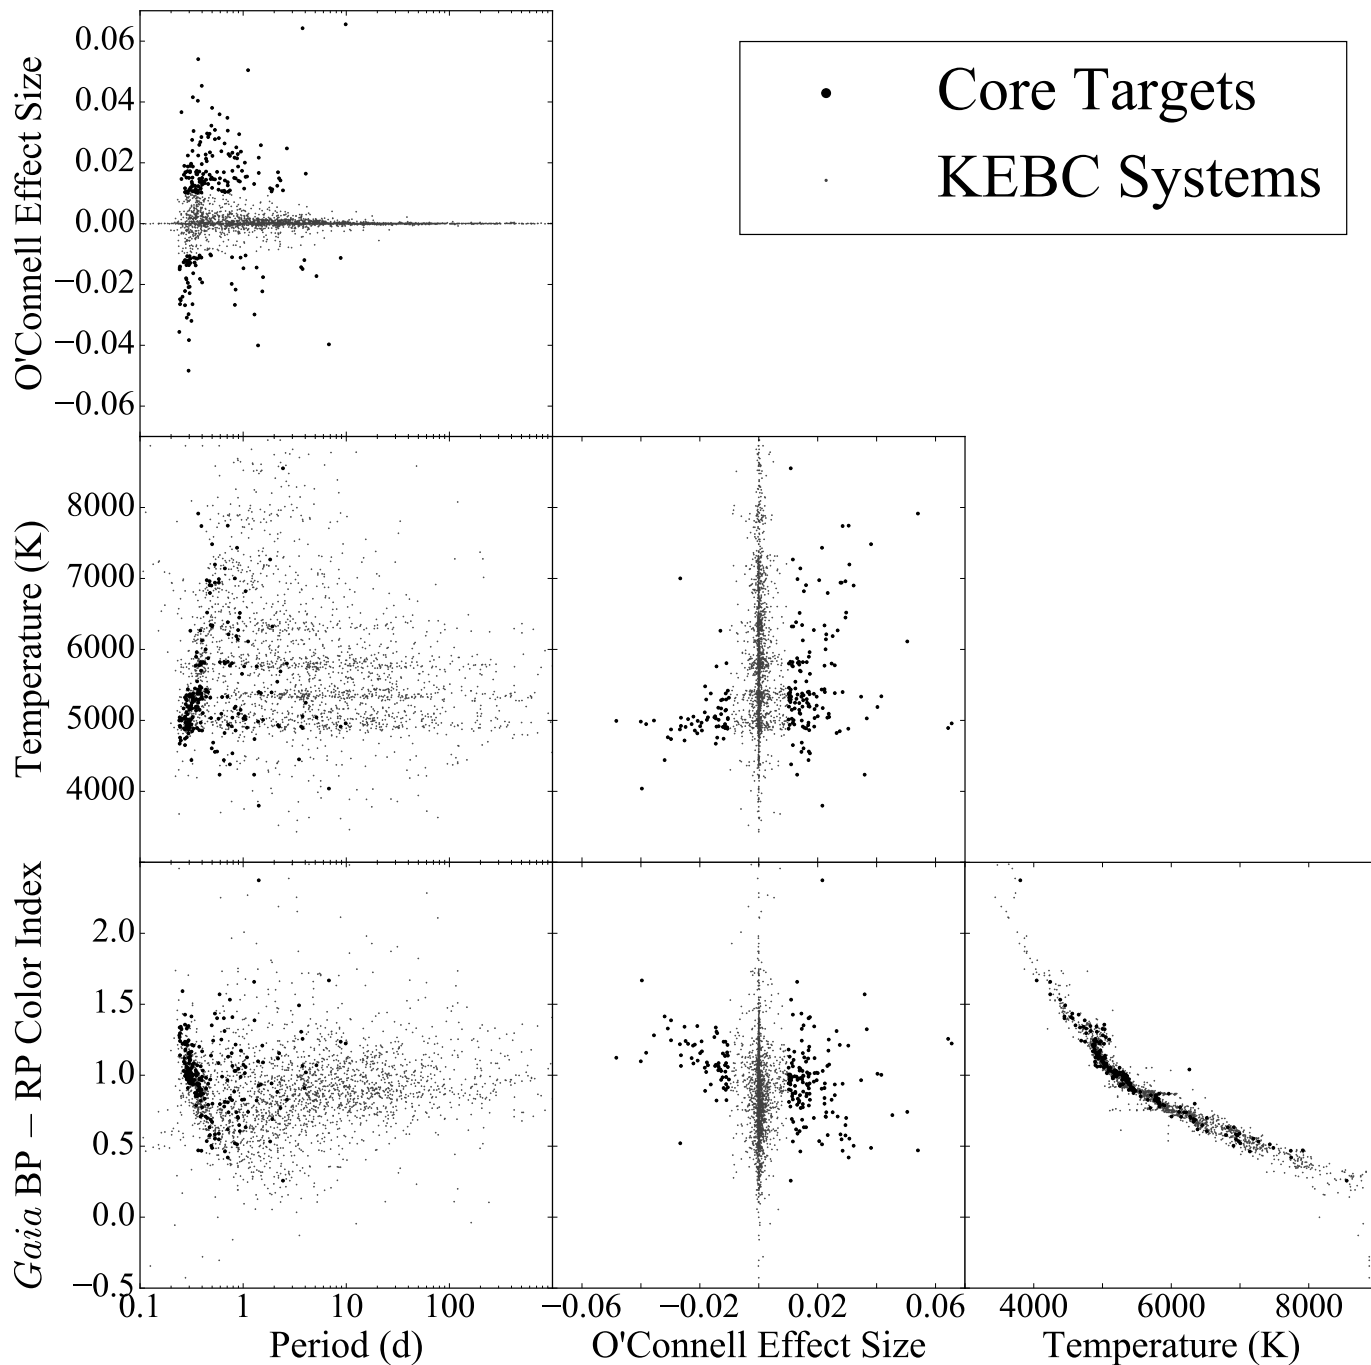 Core Targets
KEBC Systems
O'Connell Effect Size
0.06
0.04
0.02
0.00
−0.02
−0.04
−0.06
Temperature (K)
8000
7000
6000
5000
4000
Gaia BP − RP Color Index
2.0
1.5
1.0
0.5
0.0
−0.5
0.1 1 10 100
−0.06 −0.02 0.02 0.06
4000 6000 8000
Period (d)
O'Connell Effect Size
Temperature (K)